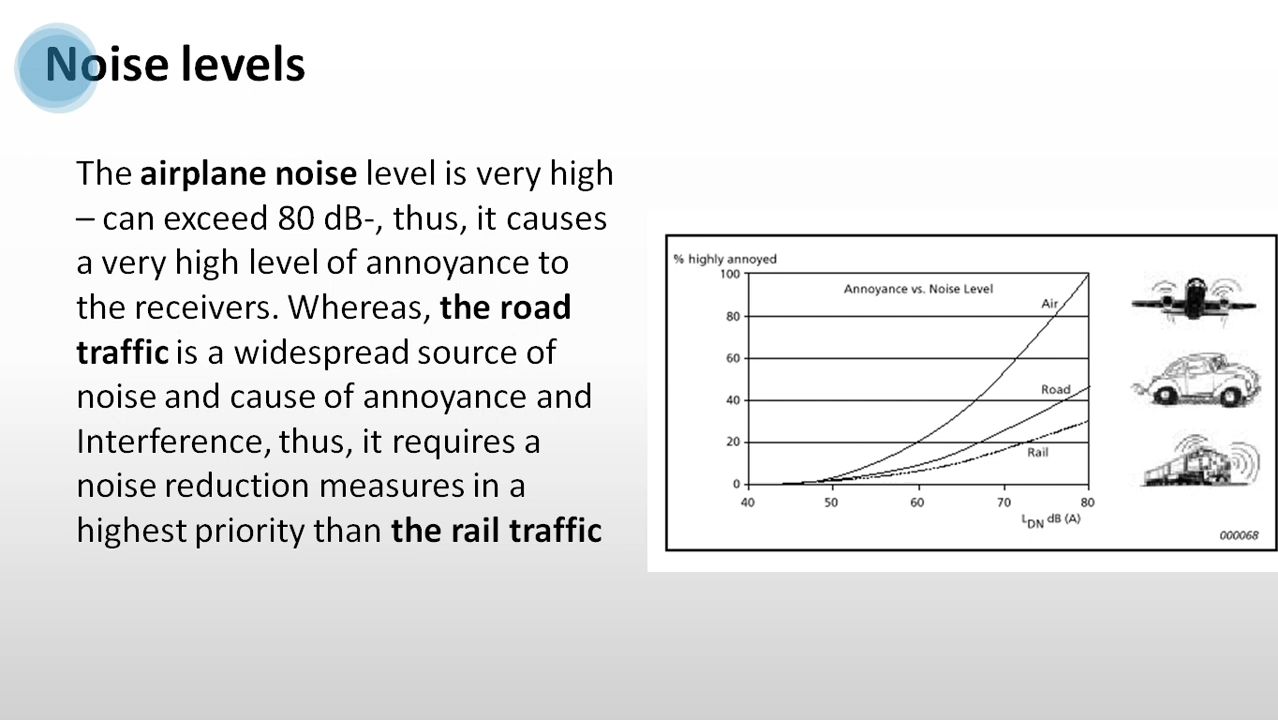 Noise levels
The airplane noise level is very high
– can exceed 80 dB-, thus, it causes
a very high level of annoyance to
the receivers. Whereas, the road
traffic is a widespread source of
noise and cause of annoyance and
Interference, thus, it requires a
noise reduction measures in a
highest priority than the rail traffic
% highly annoyed
100
Annoyance vs. Noise Level
Air
80
60
Road
40
20
Rail
0
40 50 60 70 80
LDN dB (A)
000068